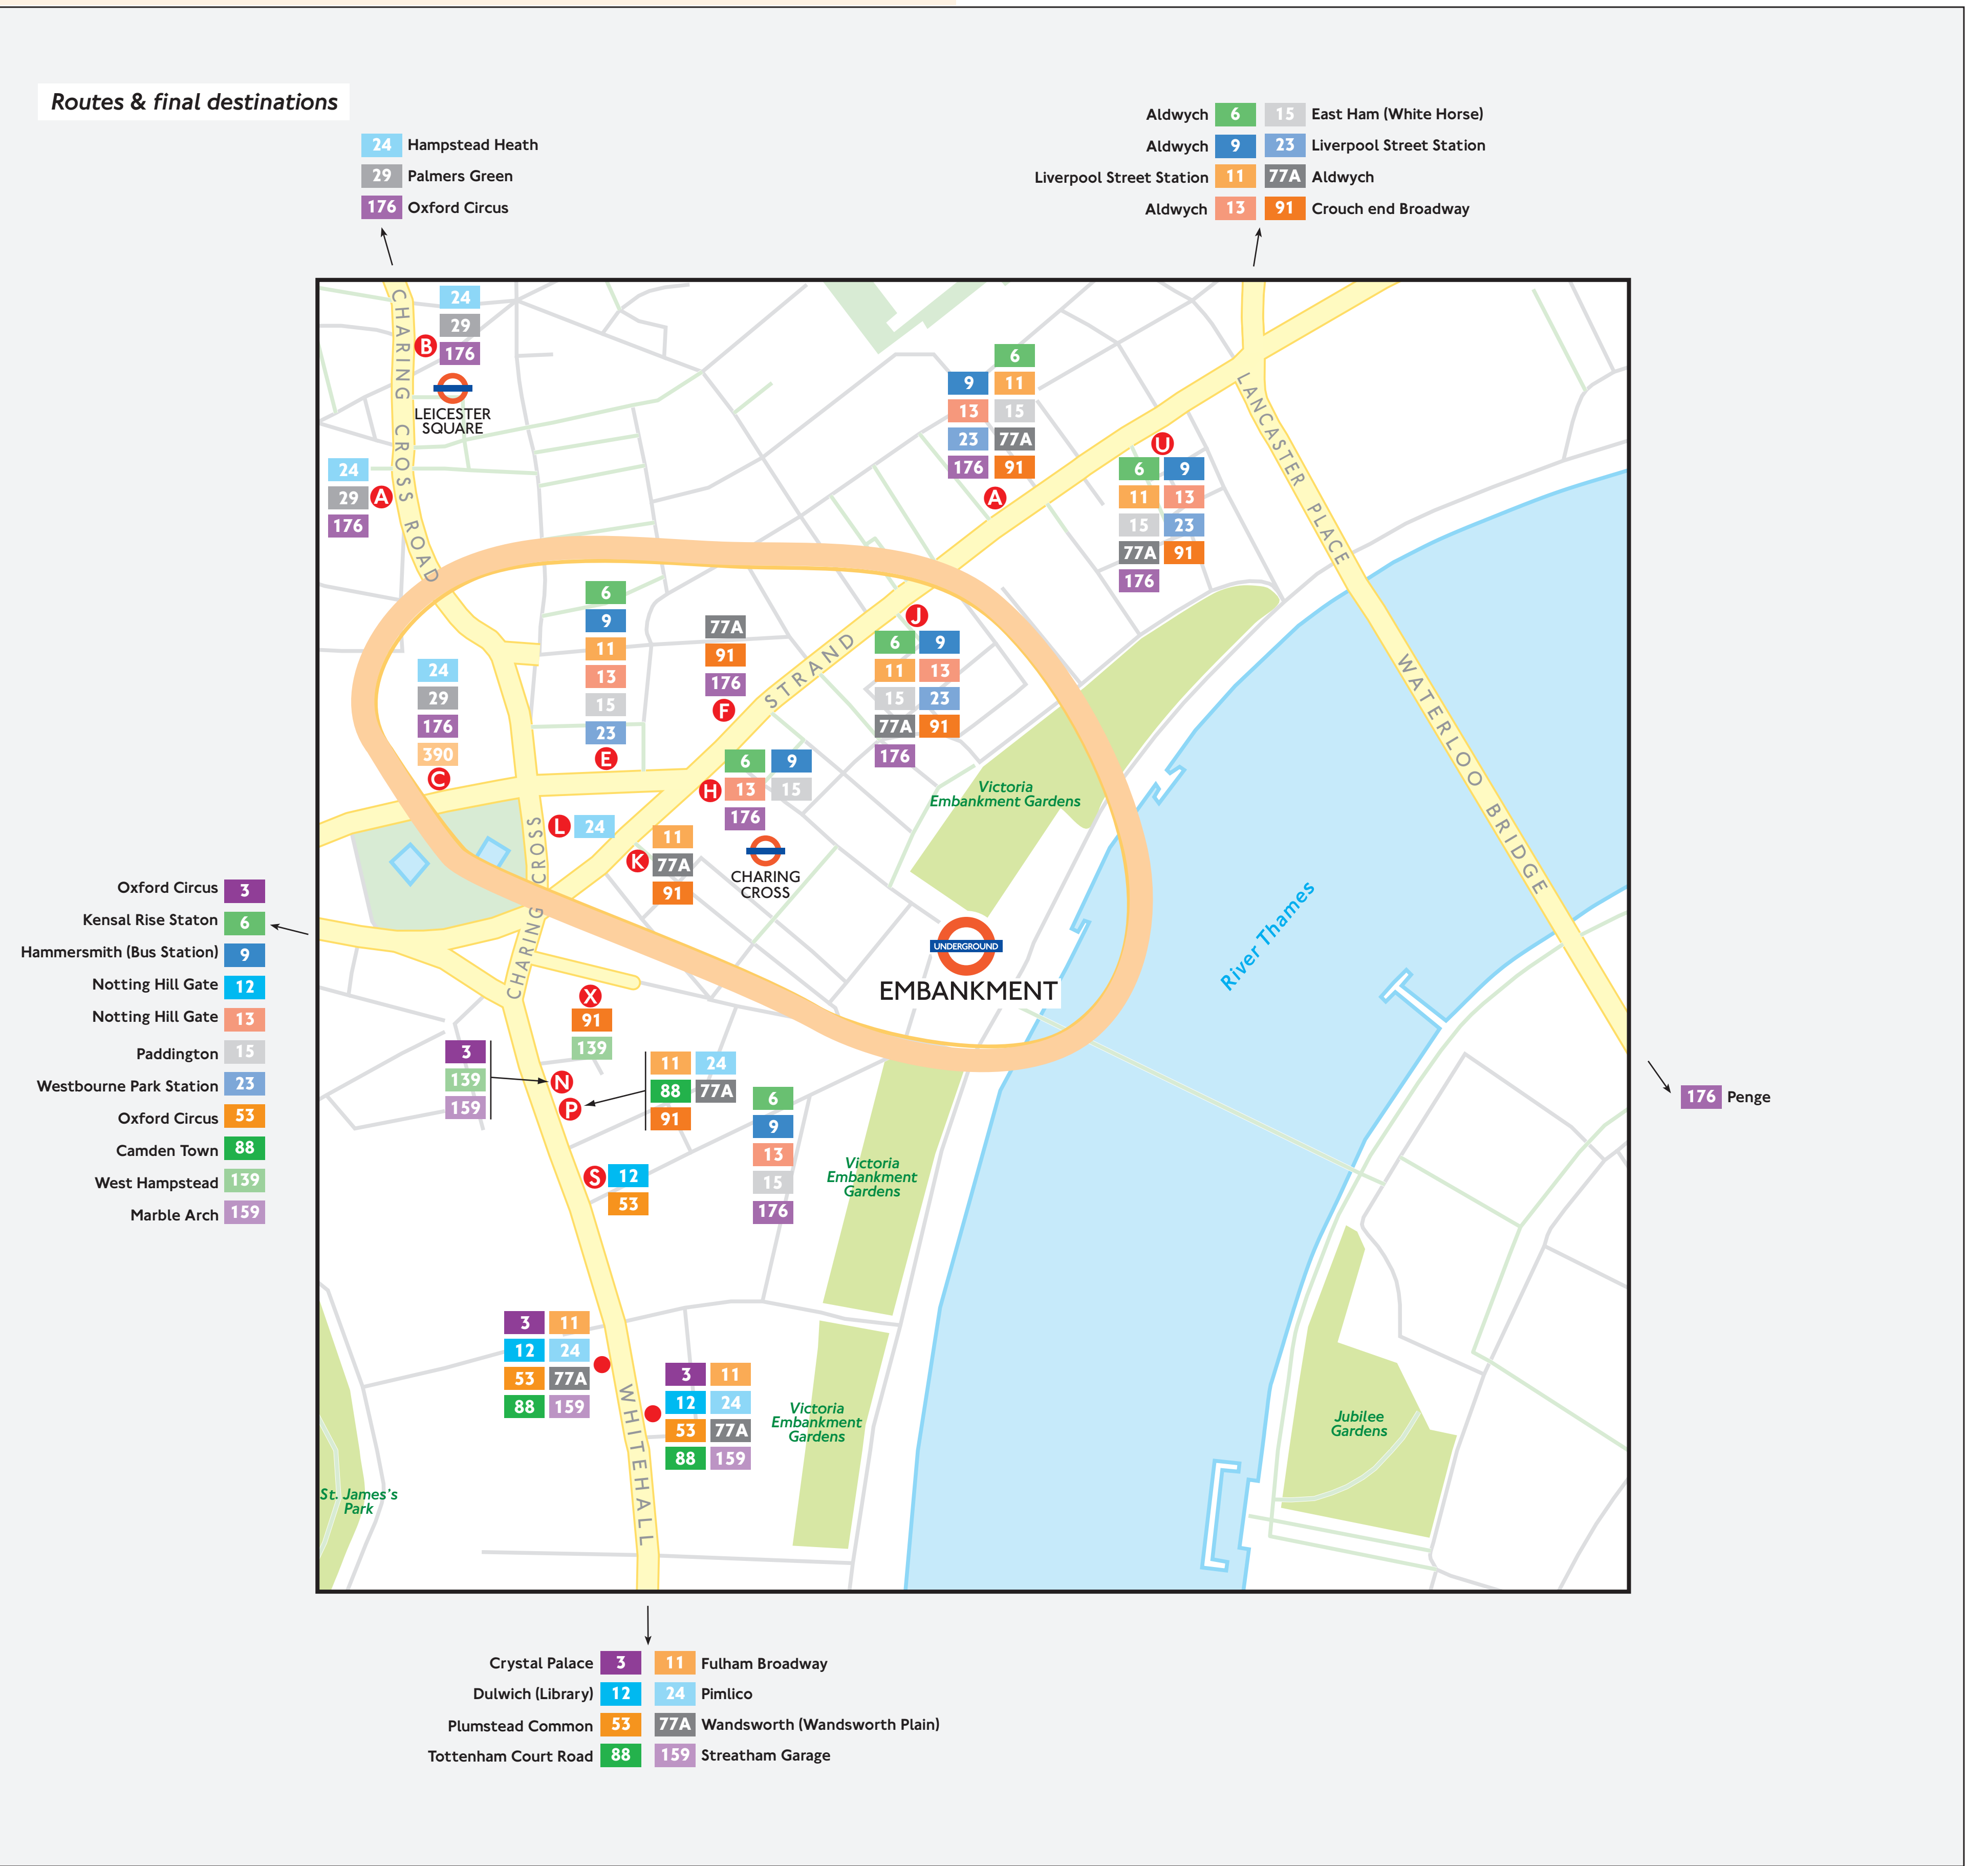 Routes & final destinations
24 Hampstead Heath
29 Palmers Green
176 Oxford Circus
Aldwych 6 15 East Ham (White Horse)
Aldwych 9 23 Liverpool Street Station
Liverpool Street Station 11 77A Aldwych
Aldwych 13 91 Crouch end Broadway
CHARING CROSS ROAD
24
29
B
176
LEICESTER
SQUARE
24
29 A
176
6
9 11
13 15
23 77A
176 91
A
U
6 9
11 13
15 23
77A 91
176
LANCASTER PLACE
WATERLOO BRIDGE
24
29
176
390
C
6
9
11
13
15
23
E
77A
91
176
F
STRAND
J
6 9
11 13
15 23
77A 91
176
H
6 9
13 15
176
L 24
K
11
77A
91
CHARING
CROSS
CHARING CROSS
Victoria
Embankment Gardens
UNDERGROUND
EMBANKMENT
River Thames
Oxford Circus 3
Kensal Rise Staton 6
Hammersmith (Bus Station) 9
Notting Hill Gate 12
Notting Hill Gate 13
Paddington 15
Westbourne Park Station 23
Oxford Circus 53
Camden Town 88
West Hampstead 139
Marble Arch 159
X
91
139
3
139
159
N
P
11 24
88 77A
91
6
9
13
15
176
S 12
53
Victoria
Embankment
Gardens
176 Penge
3 11
12 24
53 77A
88 159
3 11
12 24
53 77A
88 159
WHITEHALL
Victoria
Embankment
Gardens
Jubilee
Gardens
St. James's
Park
Crystal Palace 3 11 Fulham Broadway
Dulwich (Library) 12 24 Pimlico
Plumstead Common 53 77A Wandsworth (Wandsworth Plain)
Tottenham Court Road 88 159 Streatham Garage